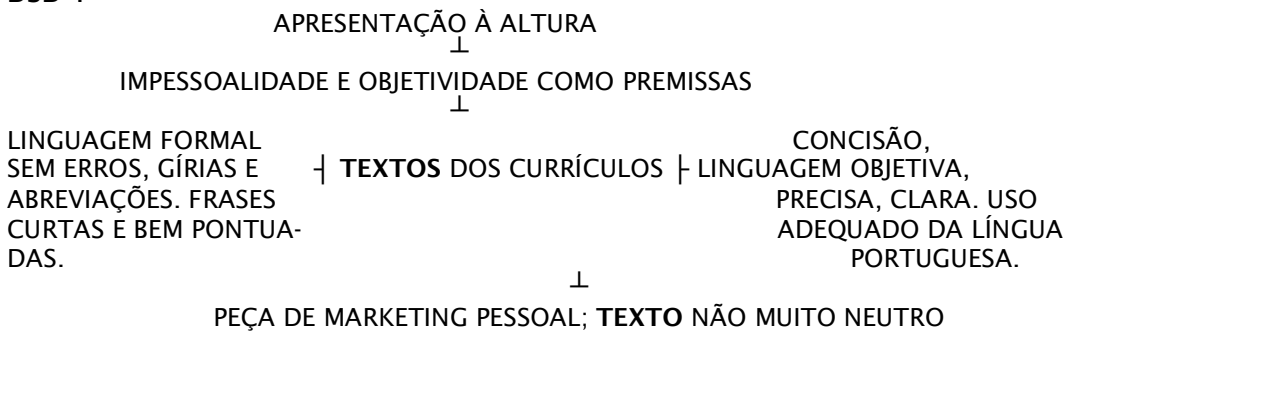 APRESENTAÇÃO À ALTURA
┴
IMPESSOALIDADE E OBJETIVIDADE COMO PREMISSAS
┴
LINGUAGEM FORMAL CONCISÃO,
SEM ERROS, GÍRIAS E ┤ TEXTOS DOS CURRÍCULOS ├ LINGUAGEM OBJETIVA,
ABREVIAÇÕES. FRASES PRECISA, CLARA. USO
CURTAS E BEM PONTUA- ADEQUADO DA LÍNGUA
DAS. PORTUGUESA.
┴
PEÇA DE MARKETING PESSOAL; TEXTO NÃO MUITO NEUTRO